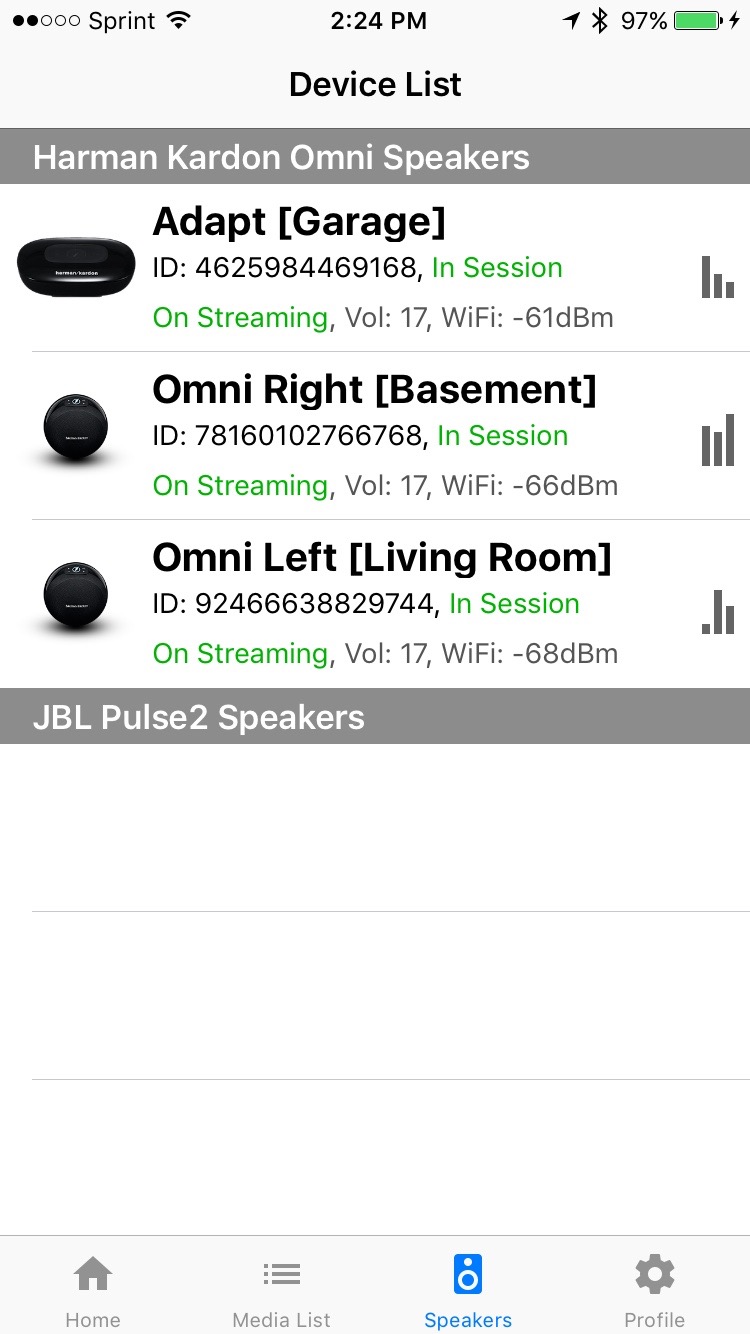 Sprint 2:24 PM 97%
Device List
Harman Kardon Omni Speakers
Adapt [Garage]
harman/kardon
ID: 4625984469168, In Session
On Streaming, Vol: 17, WiFi: -61dBm
Omni Right [Basement]
ID: 78160102766768, In Session
On Streaming, Vol: 17, WiFi: -66dBm
Omni Left [Living Room]
ID: 92466638829744, In Session
On Streaming, Vol: 17, WiFi: -68dBm
JBL Pulse2 Speakers
Home Media List Speakers Profile